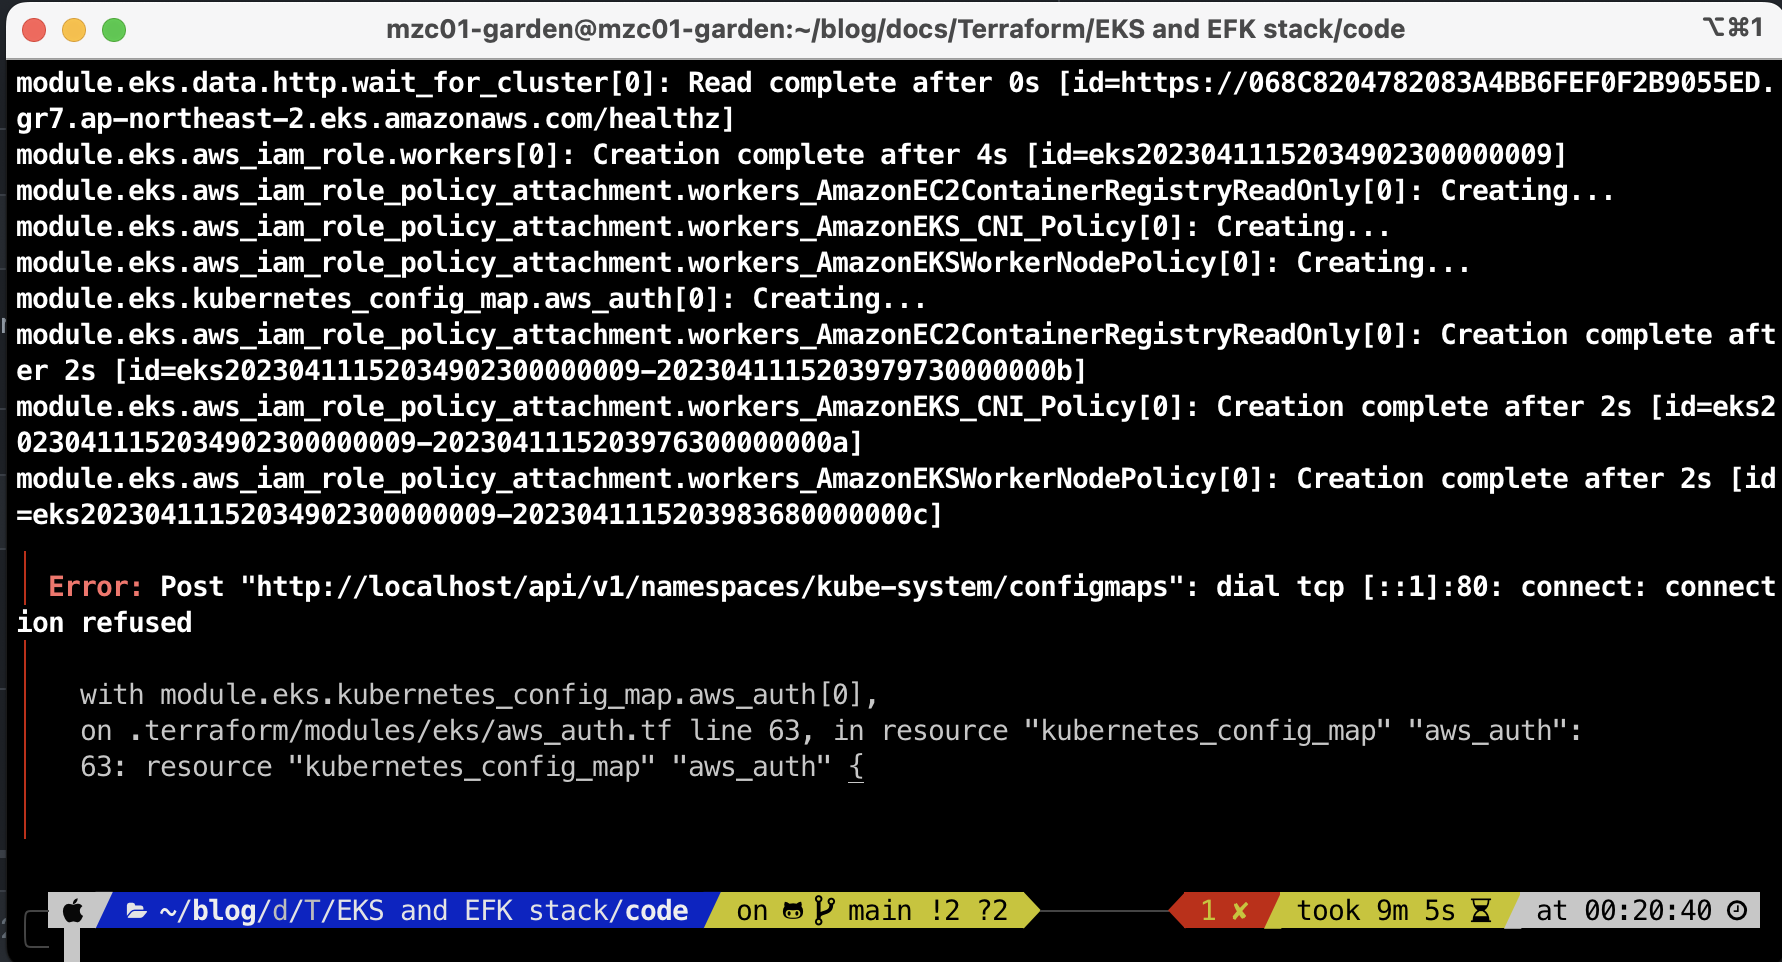 mzc01-garden@mzc01-garden:~/blog/docs/Terraform/EKS and EFK stack/code ⌥⌘1
module.eks.data.http.wait_for_cluster[0]: Read complete after 0s [id=https://068C8204782083A4BB6FEF0F2B9055ED.
gr7.ap-northeast-2.eks.amazonaws.com/healthz]
module.eks.aws_iam_role.workers[0]: Creation complete after 4s [id=eks20230411152034902300000009]
module.eks.aws_iam_role_policy_attachment.workers_AmazonEC2ContainerRegistryReadOnly[0]: Creating...
module.eks.aws_iam_role_policy_attachment.workers_AmazonEKS_CNI_Policy[0]: Creating...
module.eks.aws_iam_role_policy_attachment.workers_AmazonEKSWorkerNodePolicy[0]: Creating...
module.eks.kubernetes_config_map.aws_auth[0]: Creating...
module.eks.aws_iam_role_policy_attachment.workers_AmazonEC2ContainerRegistryReadOnly[0]: Creation complete aft
er 2s [id=eks20230411152034902300000009-2023041115203979730000000b]
module.eks.aws_iam_role_policy_attachment.workers_AmazonEKS_CNI_Policy[0]: Creation complete after 2s [id=eks2
0230411152034902300000009-2023041115203976300000000a]
module.eks.aws_iam_role_policy_attachment.workers_AmazonEKSWorkerNodePolicy[0]: Creation complete after 2s [id
=eks20230411152034902300000009-2023041115203983680000000c]
Error: Post "http://localhost/api/v1/namespaces/kube-system/configmaps": dial tcp [::1]:80: connect: connect
ion refused
with module.eks.kubernetes_config_map.aws_auth[0],
on .terraform/modules/eks/aws_auth.tf line 63, in resource "kubernetes_config_map" "aws_auth":
63: resource "kubernetes_config_map" "aws_auth" {
~/blog/d/T/EKS and EFK stack/code on main !2 ?2 1 ✘ took 9m 5s at 00:20:40